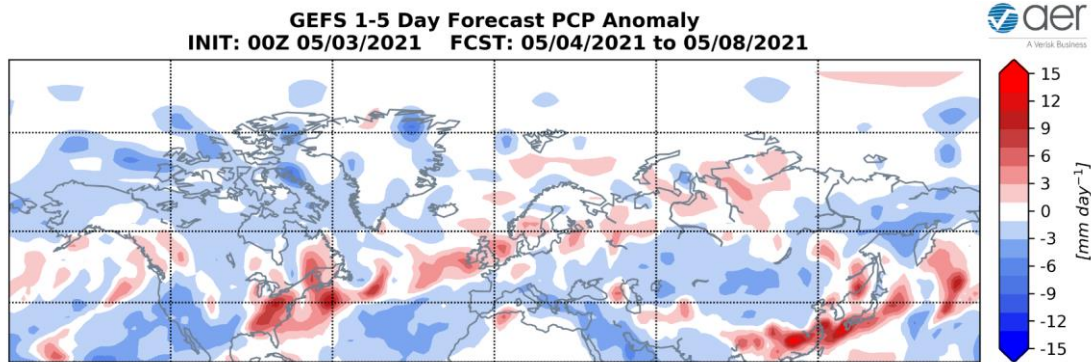 GEFS 1-5 Day Forecast PCP Anomaly
INIT: 00Z 05/03/2021 FCST: 05/04/2021 to 05/08/2021
aer
A Verisk Business
15
12
9
6
3
0
-3
-6
-9
-12
-15
[mm day⁻¹]